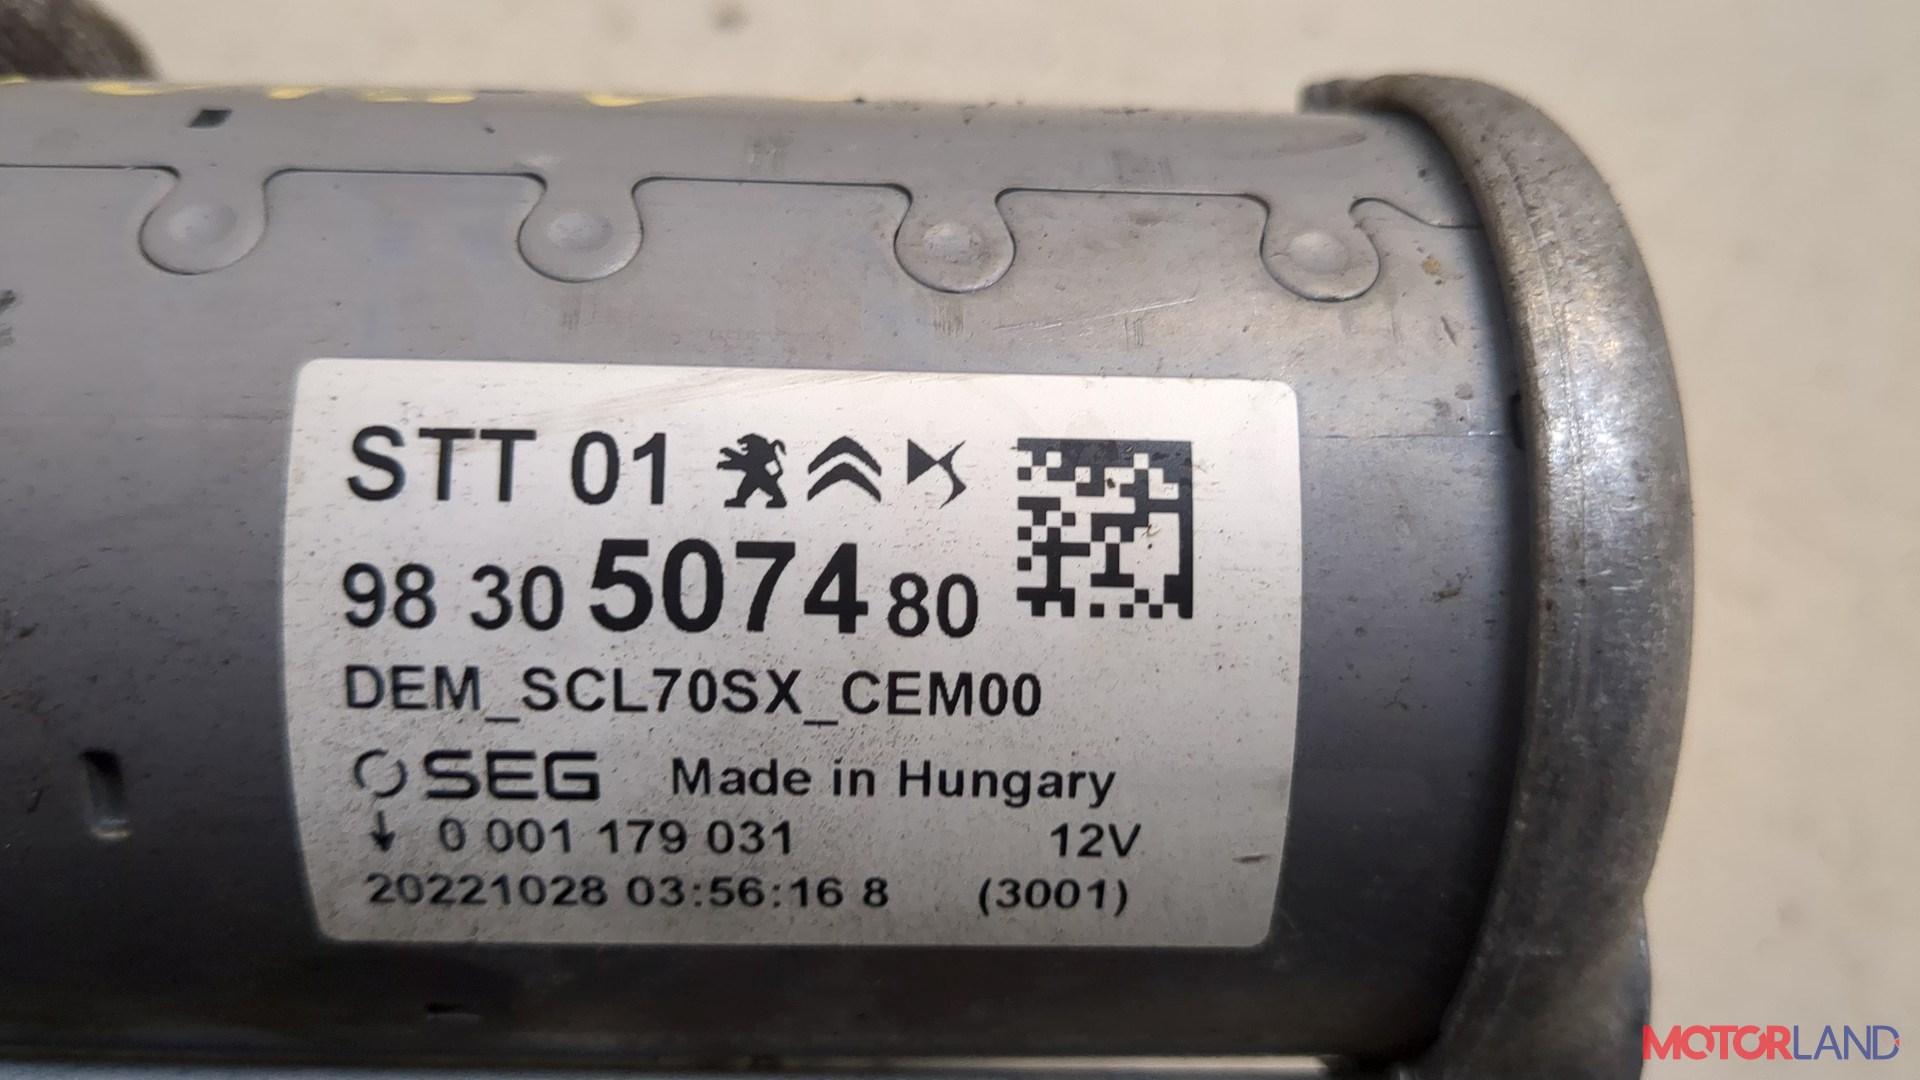 STT 01
98 30 5074 80
DEM_SCL70SX_CEM00
SEG Made in Hungary
0 001 179 031 12V
20221028 03:56:16 8 (3001)
MOTORLAND